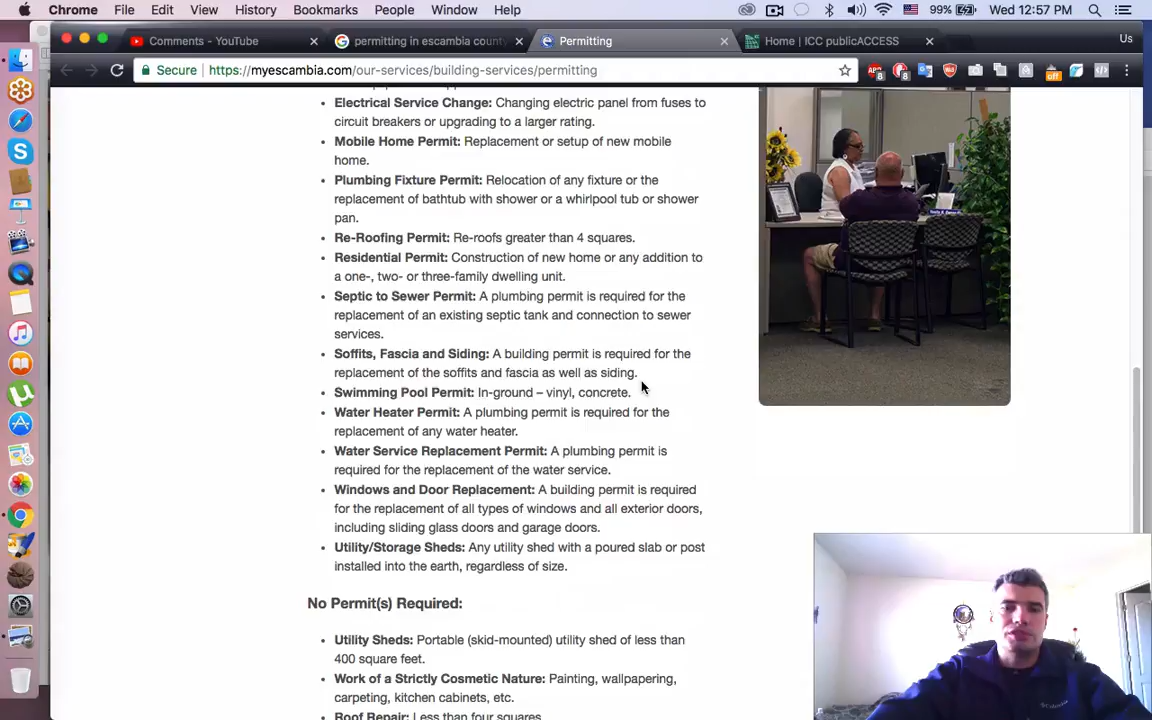 Chrome File Edit View History Bookmarks People Window Help 99% Wed 12:57 PM
Comments - YouTube permitting in escambia county Permitting Home | ICC publicACCESS Us
Secure https://myescambia.com/our-services/building-services/permitting
Electrical Service Change: Changing electric panel from fuses to
circuit breakers or upgrading to a larger rating.
Mobile Home Permit: Replacement or setup of new mobile
home.
Plumbing Fixture Permit: Relocation of any fixture or the
replacement of bathtub with shower or a whirlpool tub or shower
pan.
Re-Roofing Permit: Re-roofs greater than 4 squares.
Residential Permit: Construction of new home or any addition to
a one-, two- or three-family dwelling unit.
Septic to Sewer Permit: A plumbing permit is required for the
replacement of an existing septic tank and connection to sewer
services.
Soffits, Fascia and Siding: A building permit is required for the
replacement of the soffits and fascia as well as siding.
Swimming Pool Permit: In-ground – vinyl, concrete.
Water Heater Permit: A plumbing permit is required for the
replacement of any water heater.
Water Service Replacement Permit: A plumbing permit is
required for the replacement of the water service.
Windows and Door Replacement: A building permit is required
for the replacement of all types of windows and all exterior doors,
including sliding glass doors and garage doors.
Utility/Storage Sheds: Any utility shed with a poured slab or post
installed into the earth, regardless of size.
No Permit(s) Required:
Utility Sheds: Portable (skid-mounted) utility shed of less than
400 square feet.
Work of a Strictly Cosmetic Nature: Painting, wallpapering,
carpeting, kitchen cabinets, etc.
Roof Repair: Less than four squares